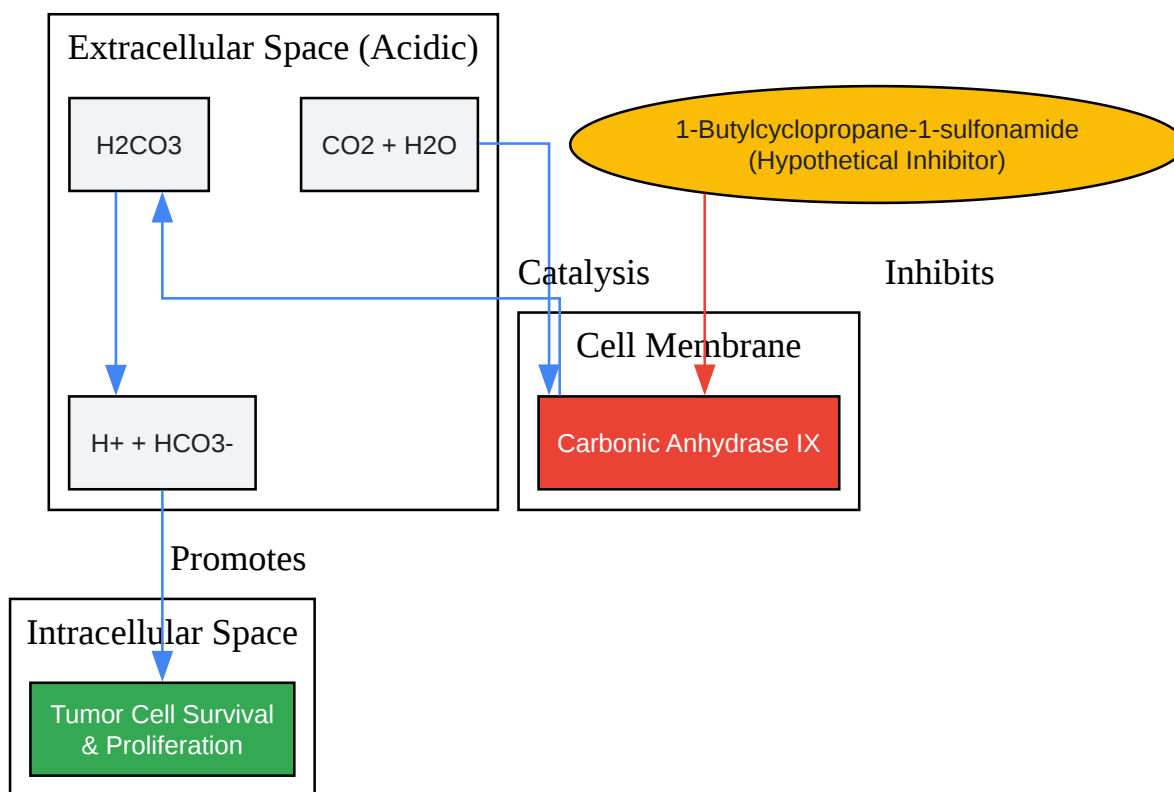 Extracellular Space (Acidic)
H2CO3
CO2 + H2O
1-Butylcyclopropane-1-sulfonamide
(Hypothetical Inhibitor)
Catalysis
Inhibits
Cell Membrane
H+ + HCO3-
Carbonic Anhydrase IX
Promotes
Intracellular Space
Tumor Cell Survival
& Proliferation